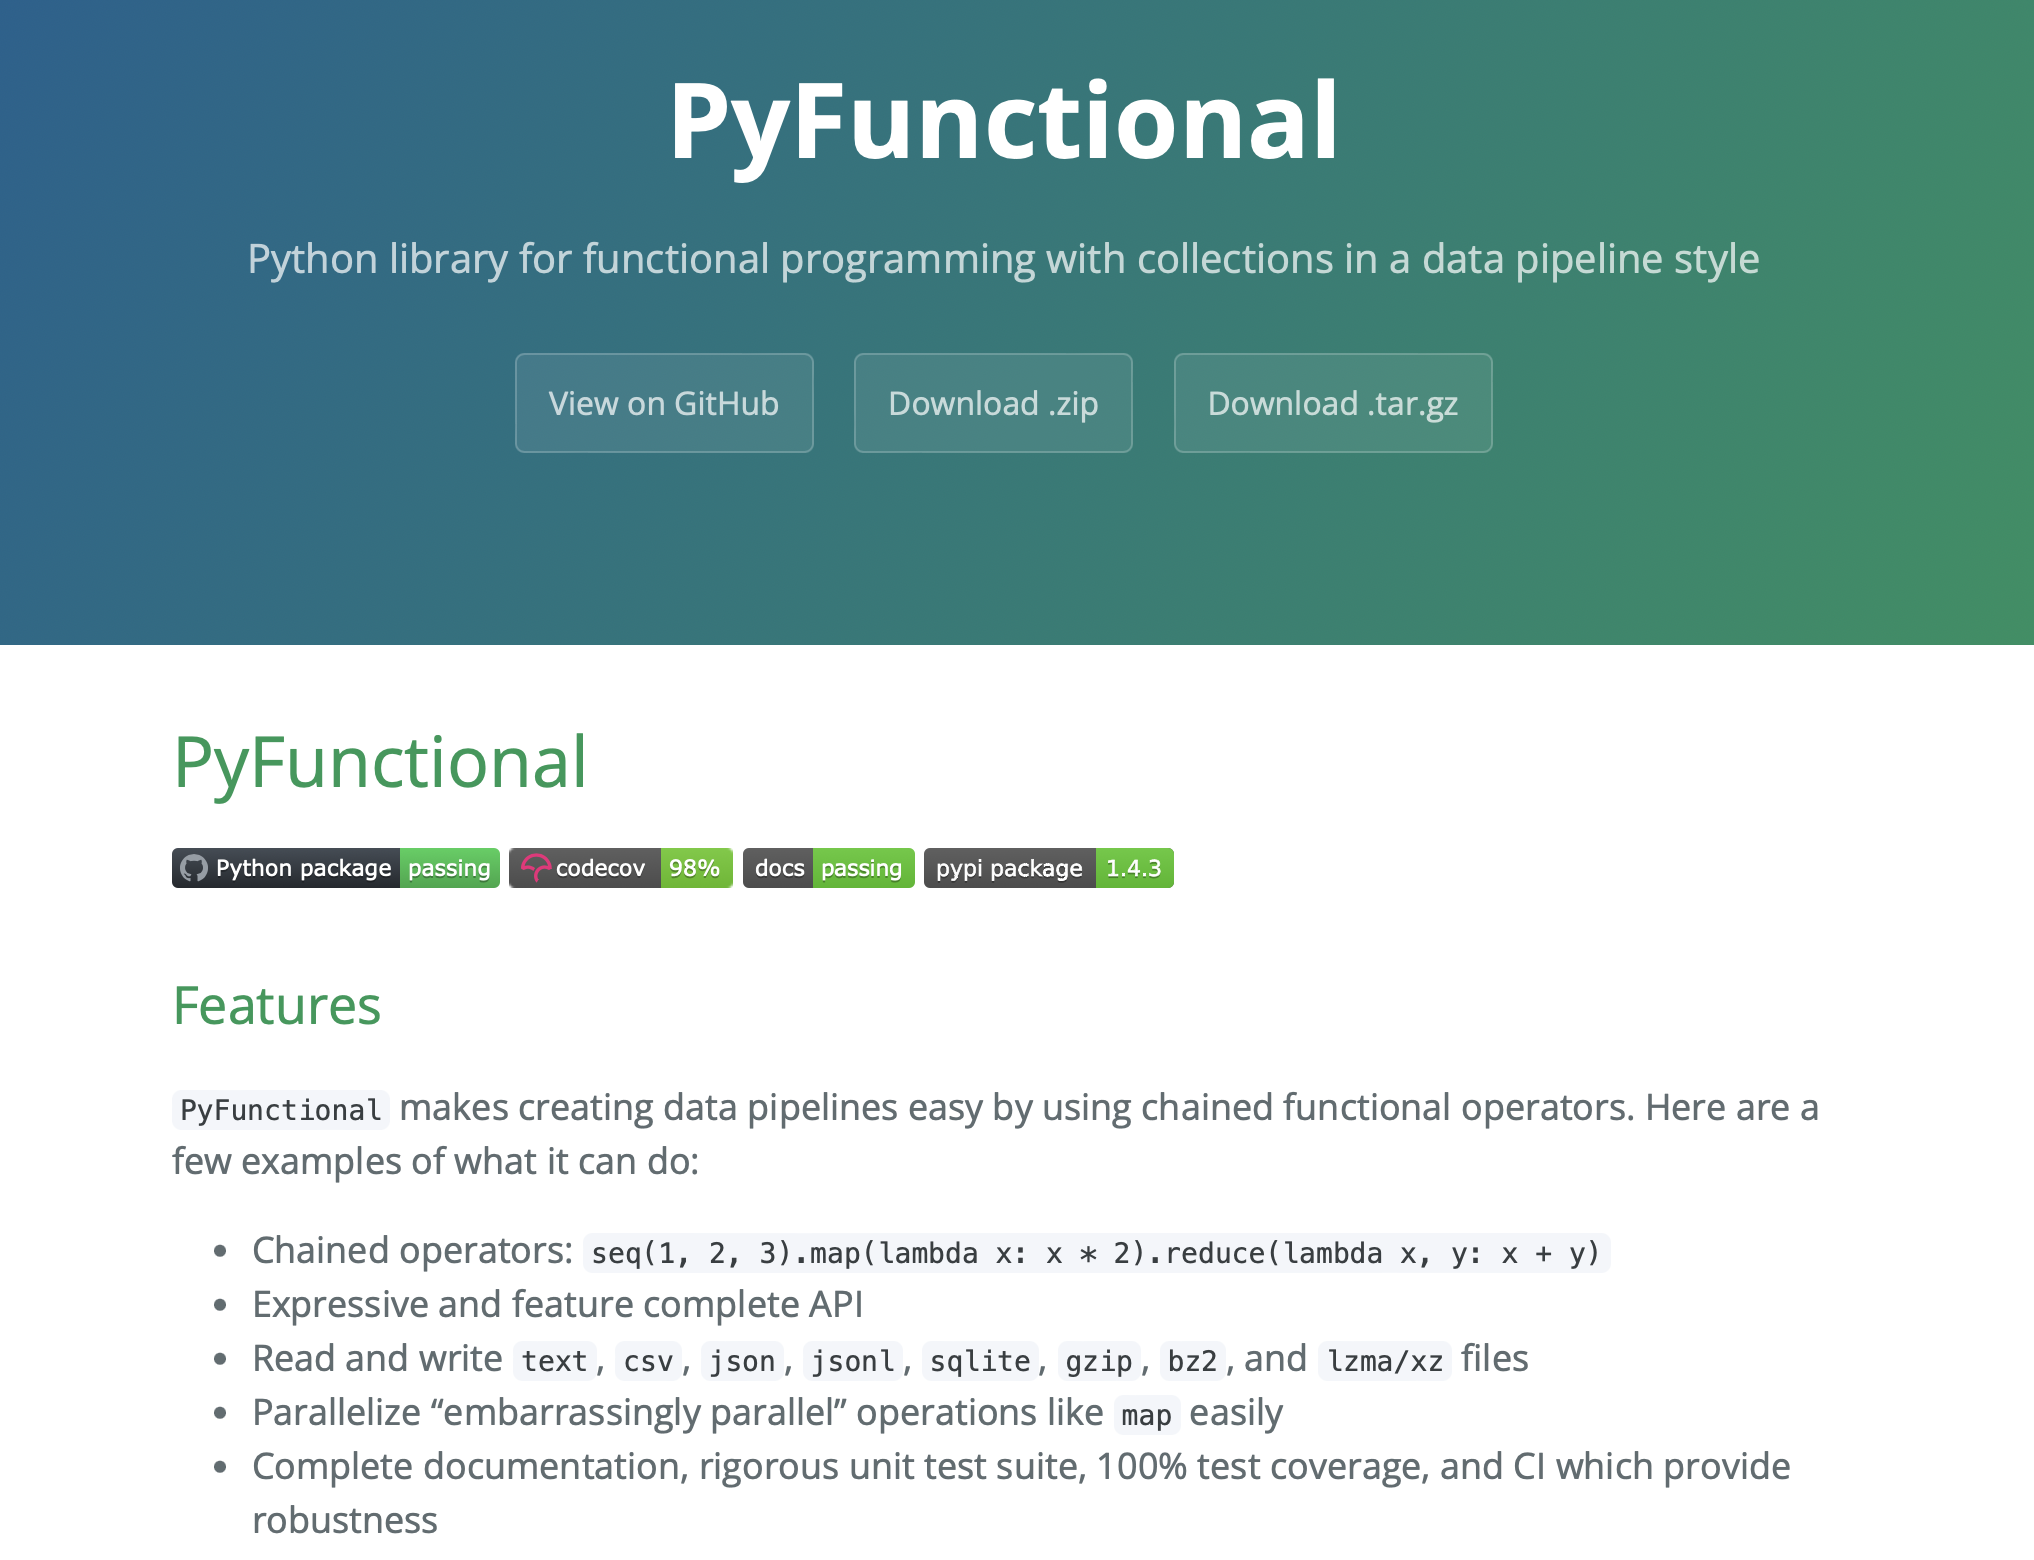 PyFunctional
Python library for functional programming with collections in a data pipeline style
View on GitHub
Download .zip
Download .tar.gz
PyFunctional
Python package passing
codecov 98%
docs passing
pypi package 1.4.3
Features
PyFunctional makes creating data pipelines easy by using chained functional operators. Here are a
few examples of what it can do:
• Chained operators: seq(1, 2, 3).map(lambda x: x * 2).reduce(lambda x, y: x + y)
• Expressive and feature complete API
• Read and write text, csv, json, jsonl, sqlite, gzip, bz2, and lzma/xz files
• Parallelize “embarrassingly parallel” operations like map easily
• Complete documentation, rigorous unit test suite, 100% test coverage, and CI which provide
robustness